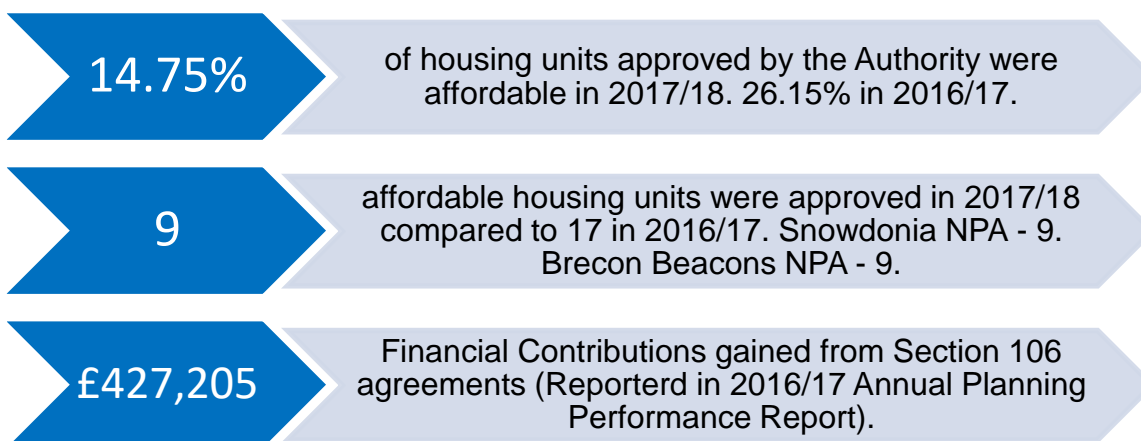 14.75%
of housing units approved by the Authority were
affordable in 2017/18. 26.15% in 2016/17.
9
affordable housing units were approved in 2017/18
compared to 17 in 2016/17. Snowdonia NPA - 9.
Brecon Beacons NPA - 9.
£427,205
Financial Contributions gained from Section 106
agreements (Reporterd in 2016/17 Annual Planning
Performance Report).